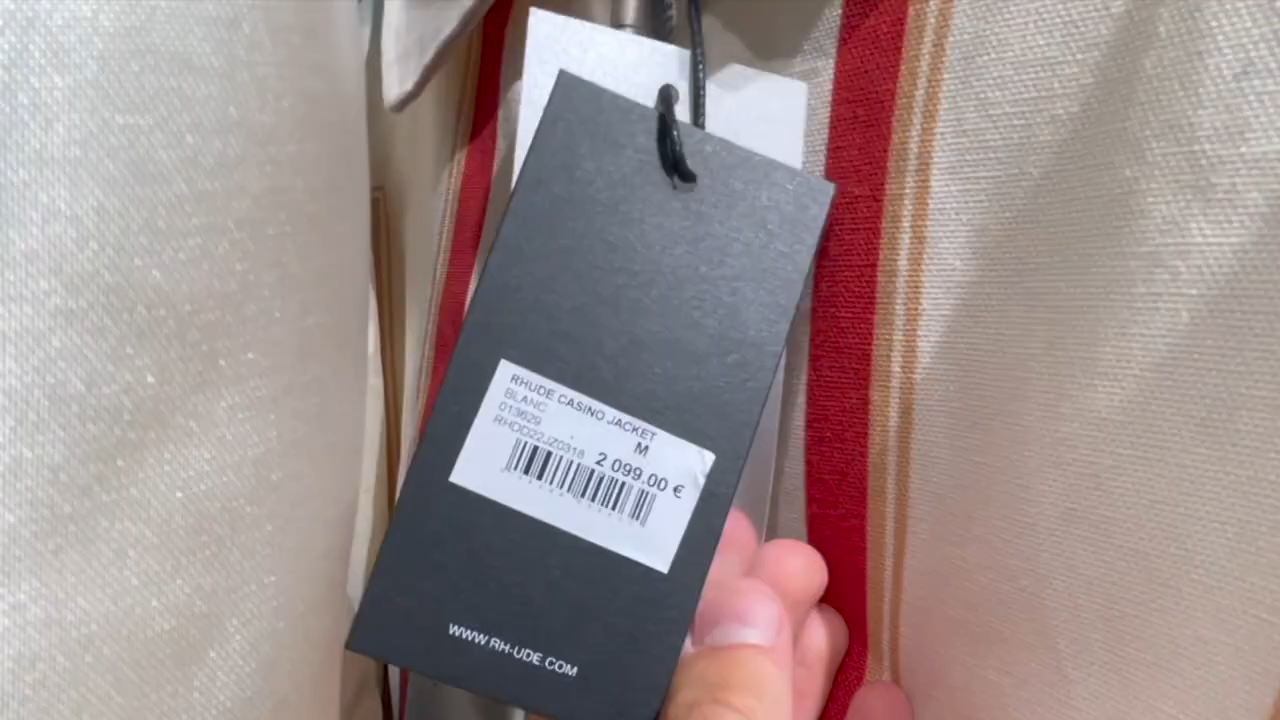 RHUDE CASINO JACKET
BLANC
013629
M
RHDD22JZ0318
2 099.00 €
WWW.RH-UDE.COM